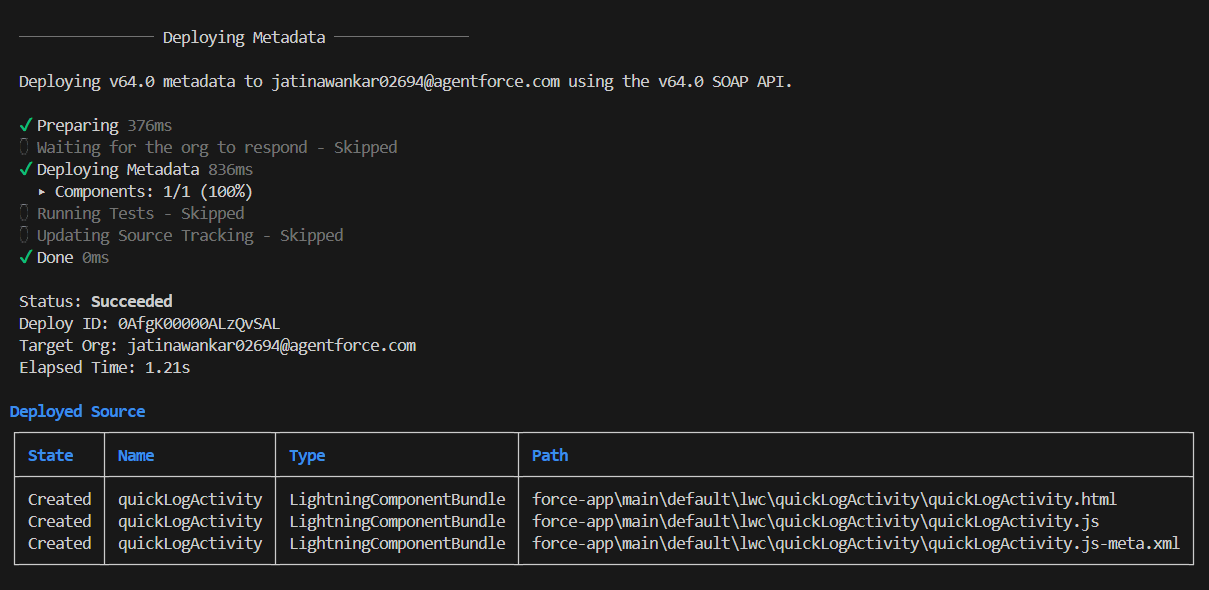 Deploying Metadata
Deploying v64.0 metadata to jatinawankar02694@agentforce.com using the v64.0 SOAP API.
✓ Preparing 376ms
Waiting for the org to respond - Skipped
✓ Deploying Metadata 836ms
▸ Components: 1/1 (100%)
Running Tests - Skipped
Updating Source Tracking - Skipped
✓ Done 0ms
Status: Succeeded
Deploy ID: 0AfgK00000ALzQvSAL
Target Org: jatinawankar02694@agentforce.com
Elapsed Time: 1.21s
Deployed Source
State Name Type Path
Created quickLogActivity LightningComponentBundle force-app\main\default\lwc\quickLogActivity\quickLogActivity.html
Created quickLogActivity LightningComponentBundle force-app\main\default\lwc\quickLogActivity\quickLogActivity.js
Created quickLogActivity LightningComponentBundle force-app\main\default\lwc\quickLogActivity\quickLogActivity.js-meta.xml